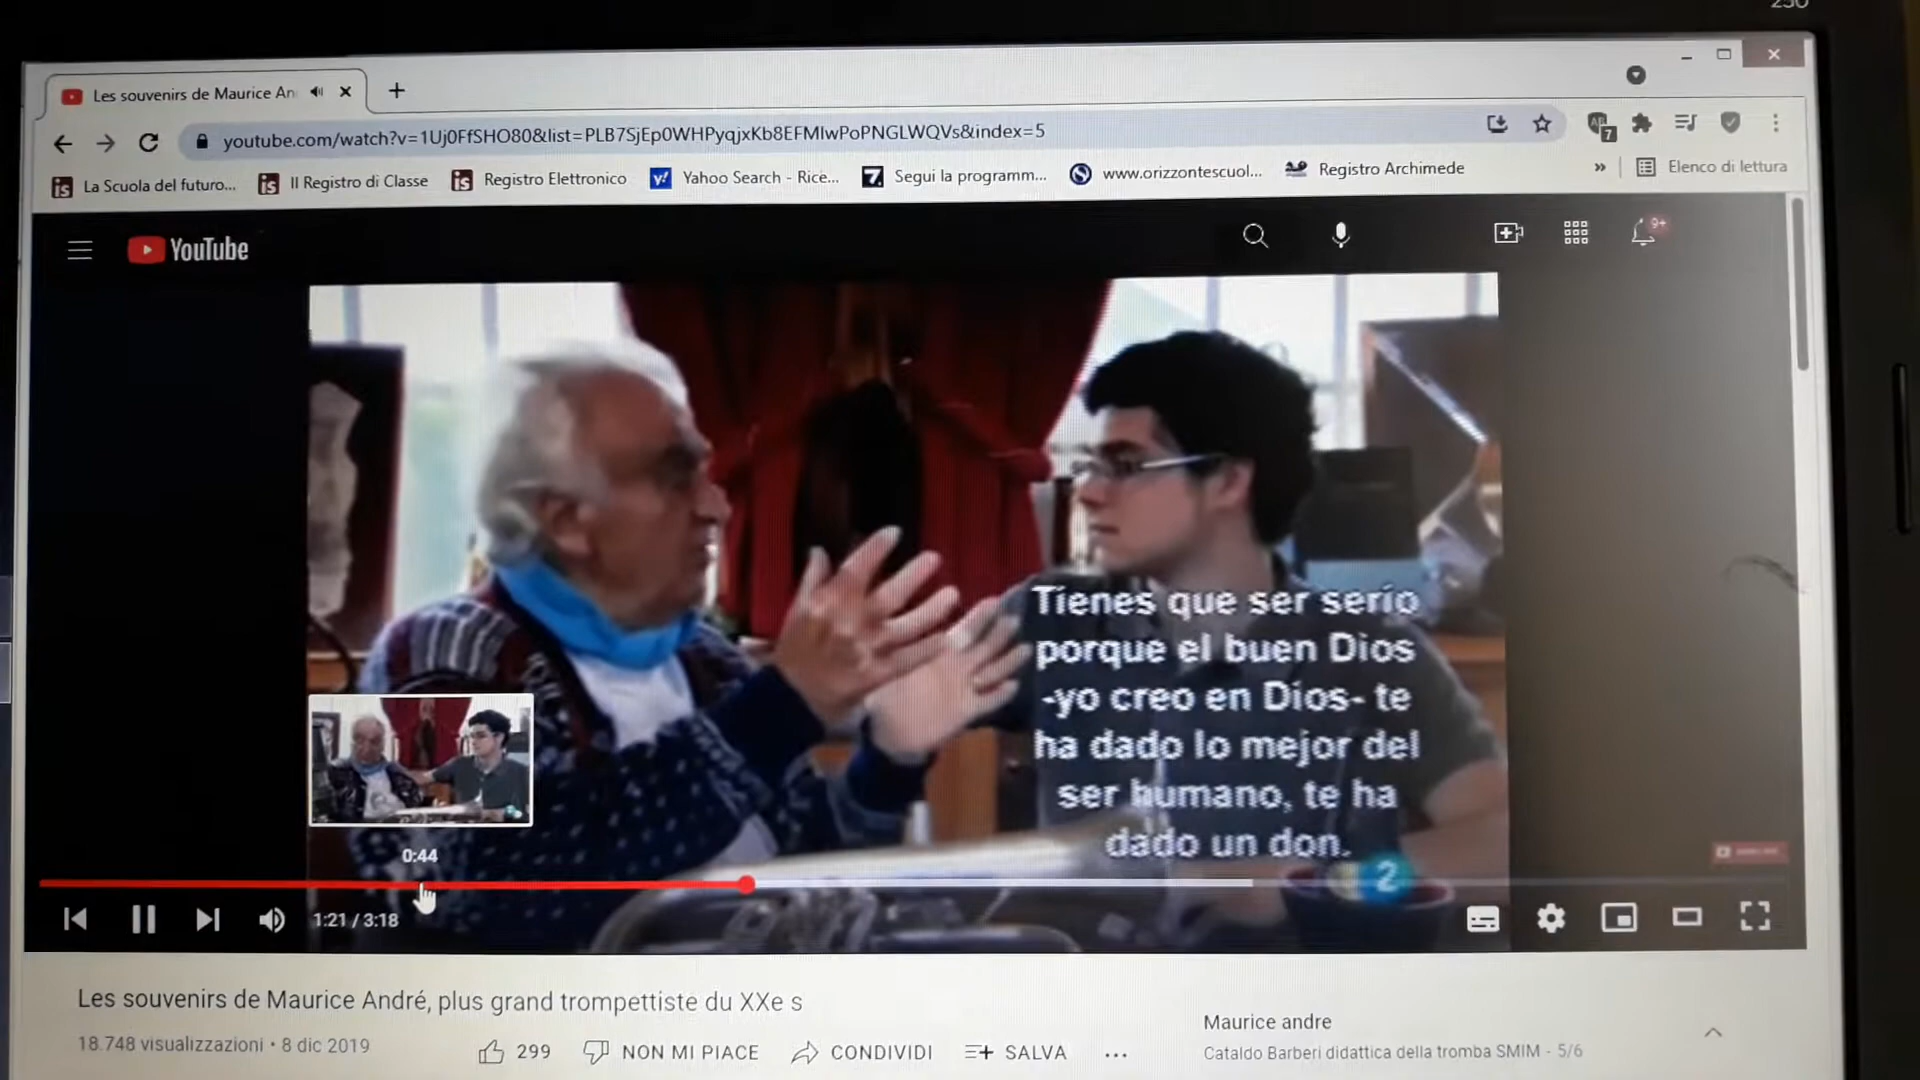 Les souvenirs de Maurice An
youtube.com/watch?v=1Uj0FfSHO80&list=PLB7SjEp0WHPyqjxKb8EFMIwPoPNGLWQVs&index=5
7
La Scuola del futuro... Il Registro di Classe Registro Elettronico Yahoo Search - Rice... Segui la programm... www.orizzontescuol... Registro Archimede » Elenco di lettura
YouTube
9+
Tienes que ser serio
porque el buen Dios
-yo creo en Dios- te
ha dado lo mejor del
ser humano, te ha
dado un don.
2
0:44
1:21 / 3:18
Les souvenirs de Maurice André, plus grand trompettiste du XXe s
18.748 visualizzazioni • 8 dic 2019
299 NON MI PIACE CONDIVIDI SALVA ...
Maurice andre
Cataldo Barberi didattica della tromba SMIM - 5/6